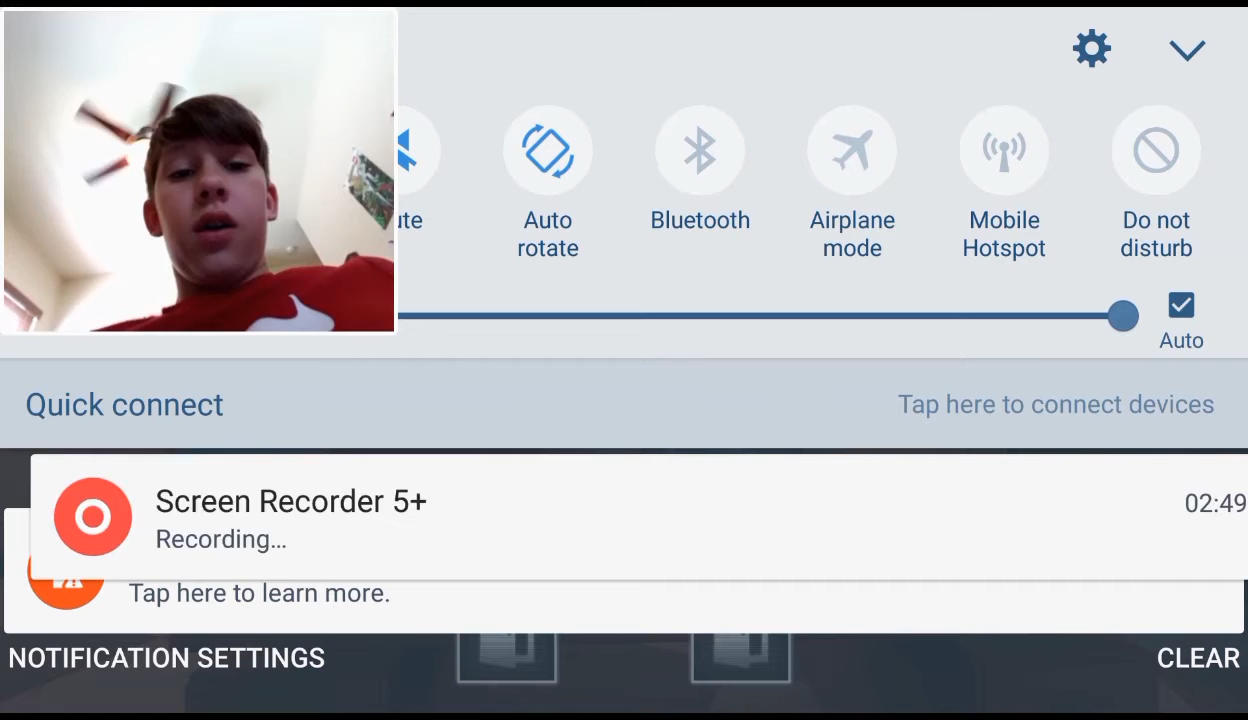 Auto
rotate
Bluetooth
Airplane
mode
Mobile
Hotspot
Do not
disturb
Auto
Quick connect
Tap here to connect devices
Screen Recorder 5+
02:49
Recording...
Tap here to learn more.
NOTIFICATION SETTINGS
CLEAR